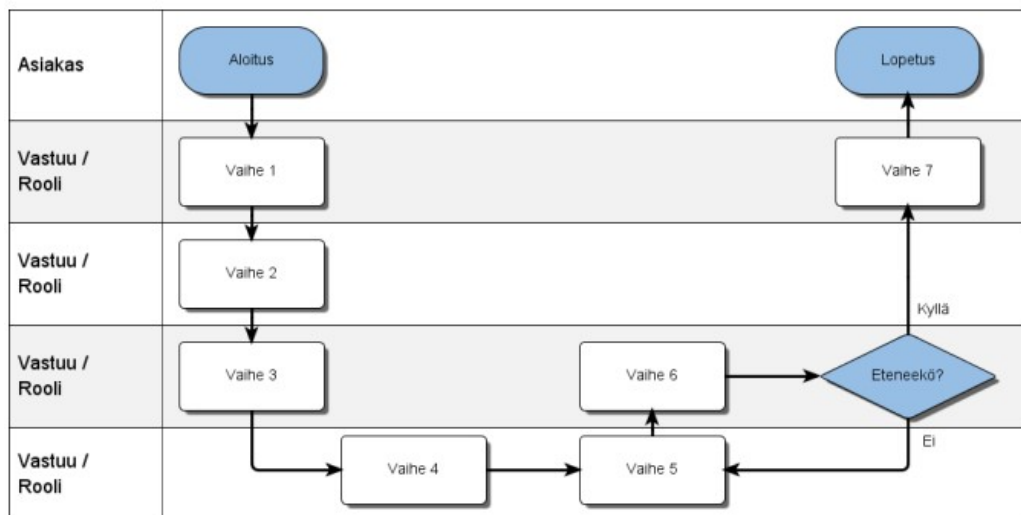 Asiakas
Aloitus
Lopetus
Vastuu /
Rooli
Vaihe 1
Vaihe 7
Vastuu /
Rooli
Vaihe 2
Kyllä
Vastuu /
Rooli
Vaihe 3
Vaihe 6
Eteneekö?
Vastuu /
Rooli
Vaihe 4
Vaihe 5
Ei